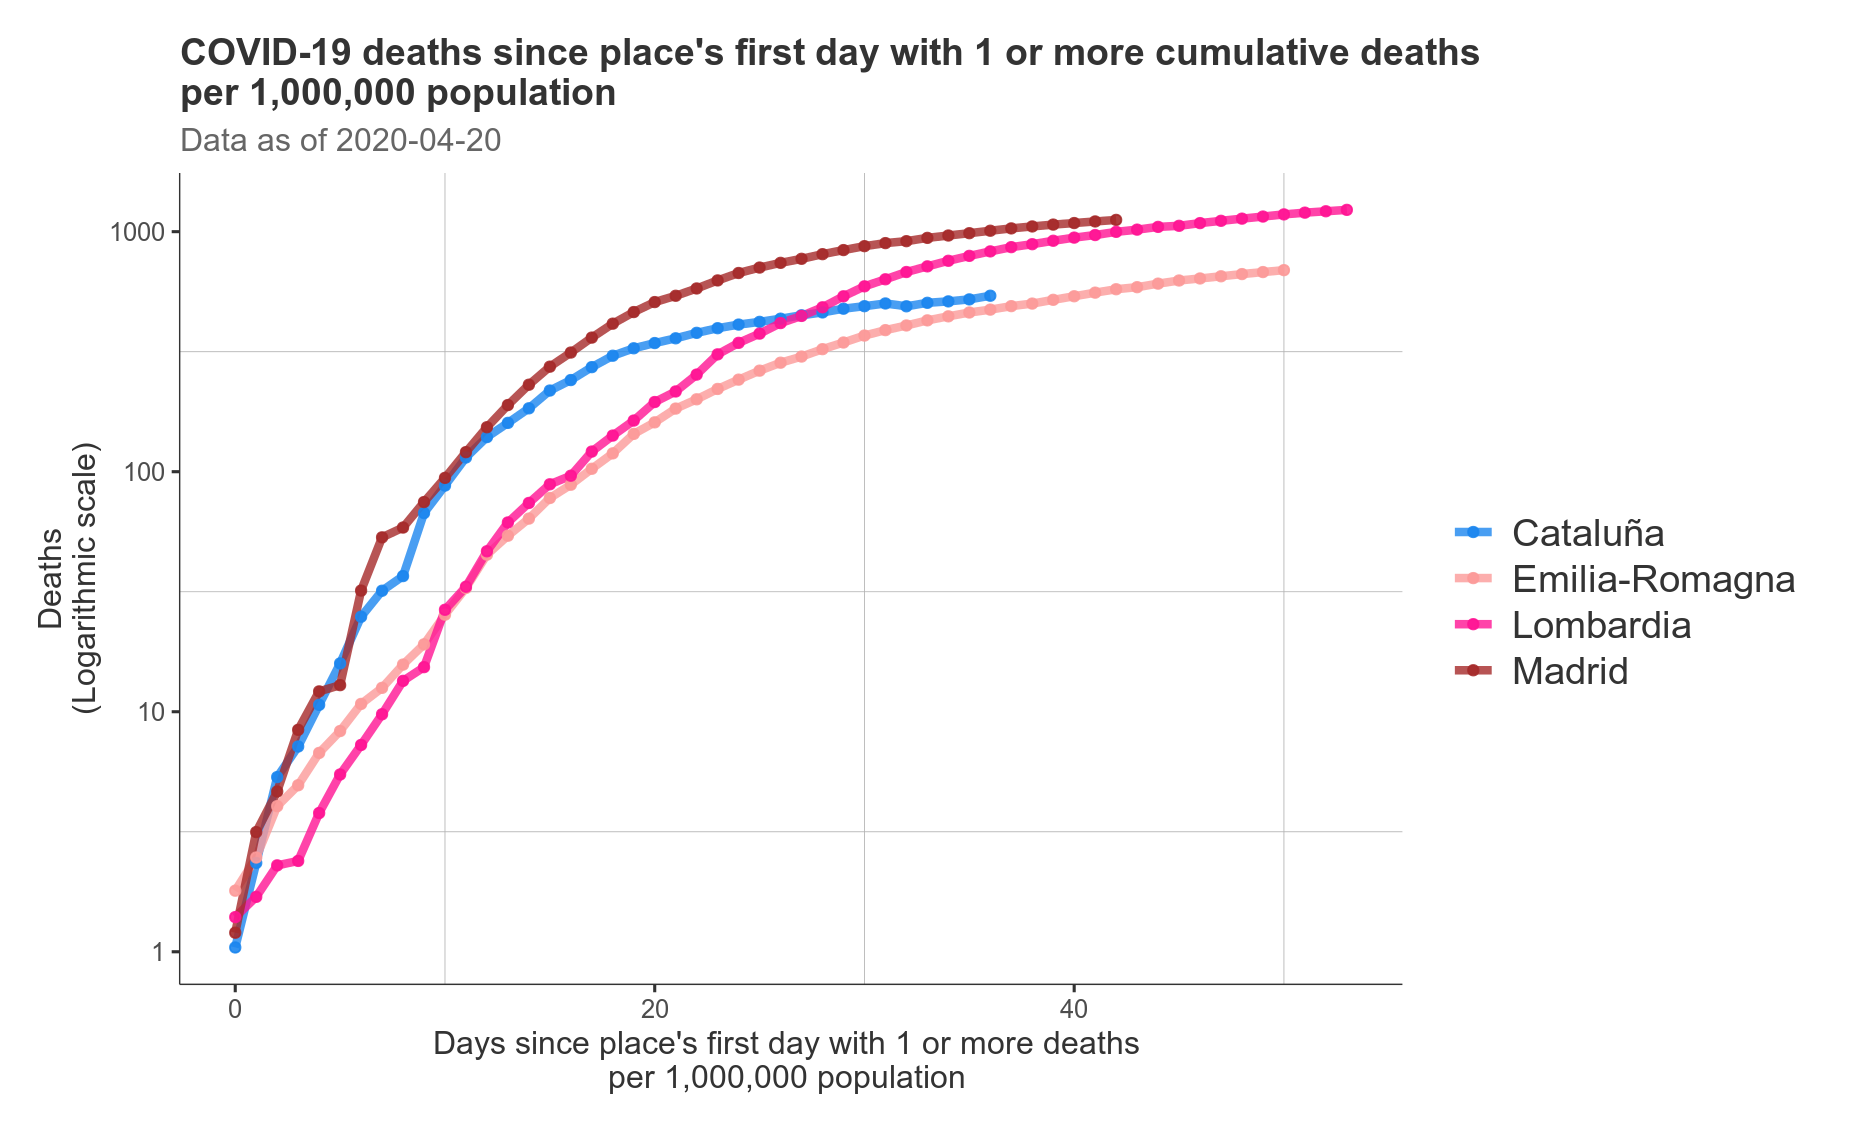 COVID-19 deaths since place's first day with 1 or more cumulative deaths
per 1,000,000 population
Data as of 2020-04-20
Deaths
(Logarithmic scale)
1000
100
10
1
0
20
40
Days since place's first day with 1 or more deaths
per 1,000,000 population
Cataluña
Emilia-Romagna
Lombardia
Madrid